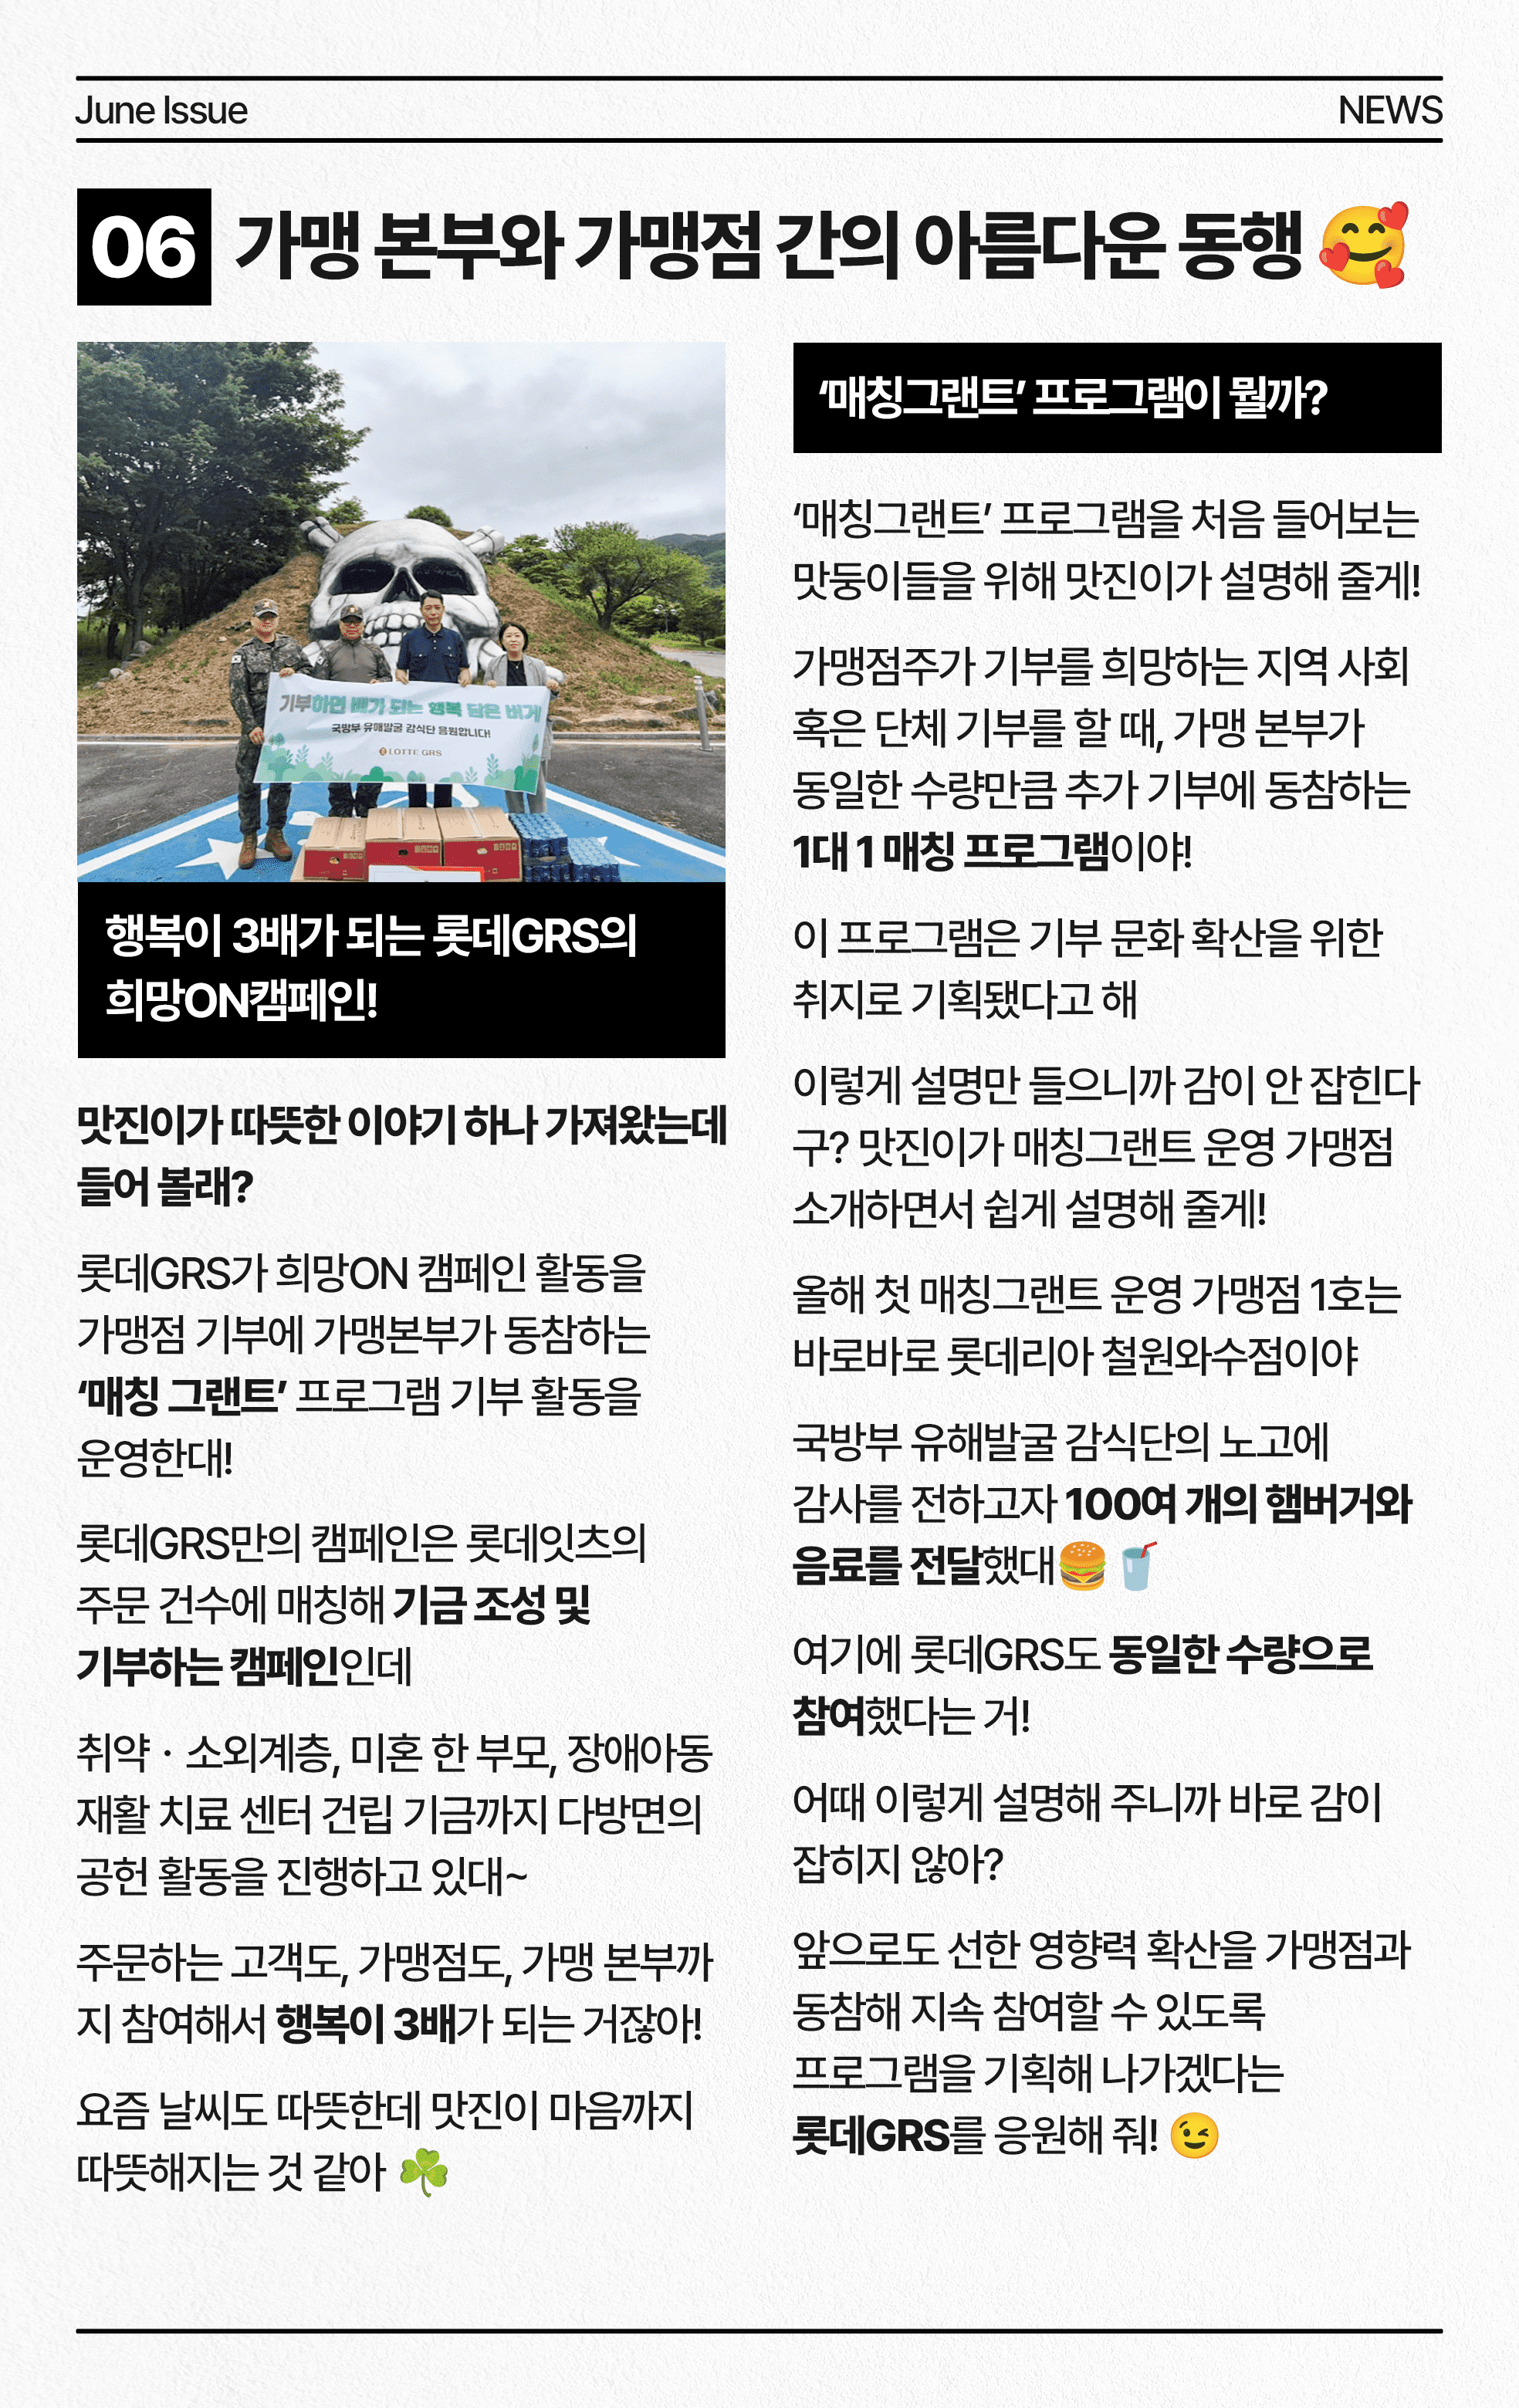 June Issue
NEWS
06 가맹 본부와 가맹점 간의 아름다운 동행 🥰
기부하면 배가 되는 행복 담은 버거
국방부 유해발굴 감식단 응원합니다!
LOTTE GRS
행복이 3배가 되는 롯데GRS의
희망ON캠페인!
맛진이가 따뜻한 이야기 하나 가져왔는데
들어 볼래?
롯데GRS가 희망ON 캠페인 활동을
가맹점 기부에 가맹본부가 동참하는
‘매칭 그랜트’ 프로그램 기부 활동을
운영한대!
롯데GRS만의 캠페인은 롯데잇츠의
주문 건수에 매칭해 기금 조성 및
기부하는 캠페인인데
취약 · 소외계층, 미혼 한 부모, 장애아동
재활 치료 센터 건립 기금까지 다방면의
공헌 활동을 진행하고 있대~
주문하는 고객도, 가맹점도, 가맹 본부까
지 참여해서 행복이 3배가 되는 거잖아!
요즘 날씨도 따뜻한데 맛진이 마음까지
따뜻해지는 것 같아 ☘️
‘매칭그랜트’ 프로그램이 뭘까?
‘매칭그랜트’ 프로그램을 처음 들어보는
맛둥이들을 위해 맛진이가 설명해 줄게!
가맹점주가 기부를 희망하는 지역 사회
혹은 단체 기부를 할 때, 가맹 본부가
동일한 수량만큼 추가 기부에 동참하는
1대 1 매칭 프로그램이야!
이 프로그램은 기부 문화 확산을 위한
취지로 기획됐다고 해
이렇게 설명만 들으니까 감이 안 잡힌다
구? 맛진이가 매칭그랜트 운영 가맹점
소개하면서 쉽게 설명해 줄게!
올해 첫 매칭그랜트 운영 가맹점 1호는
바로바로 롯데리아 철원와수점이야
국방부 유해발굴 감식단의 노고에
감사를 전하고자 100여 개의 햄버거와
음료를 전달했대🍔🥤
여기에 롯데GRS도 동일한 수량으로
참여했다는 거!
어때 이렇게 설명해 주니까 바로 감이
잡히지 않아?
앞으로도 선한 영향력 확산을 가맹점과
동참해 지속 참여할 수 있도록
프로그램을 기획해 나가겠다는
롯데GRS를 응원해 줘! 😉